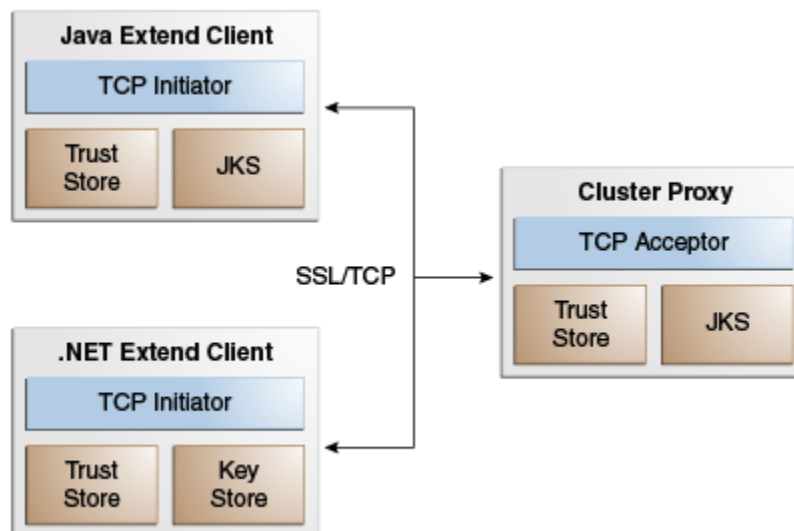 Java Extend Client
TCP Initiator
Trust
Store
JKS
SSL/TCP
.NET Extend Client
TCP Initiator
Trust
Store
Key
Store
Cluster Proxy
TCP Acceptor
Trust
Store
JKS